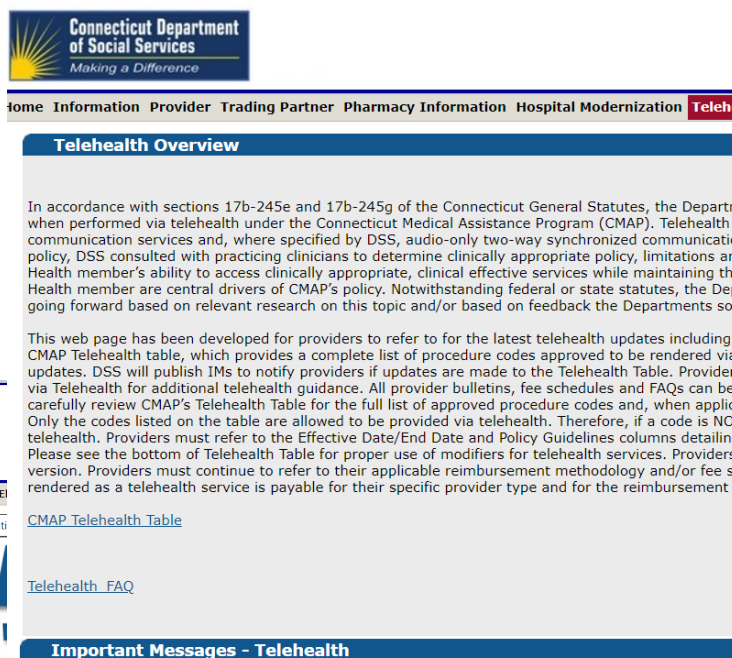 Connecticut Department
of Social Services
Making a Difference
Home Information Provider Trading Partner Pharmacy Information Hospital Modernization Teleh
Telehealth Overview
In accordance with sections 17b-245e and 17b-245g of the Connecticut General Statutes, the Departm
when performed via telehealth under the Connecticut Medical Assistance Program (CMAP). Telehealth
communication services and, where specified by DSS, audio-only two-way synchronized communicatio
policy, DSS consulted with practicing clinicians to determine clinically appropriate policy, limitations an
Health member's ability to access clinically appropriate, clinical effective services while maintaining th
Health member are central drivers of CMAP's policy. Notwithstanding federal or state statutes, the Dep
going forward based on relevant research on this topic and/or based on feedback the Departments so
This web page has been developed for providers to refer to for the latest telehealth updates including
CMAP Telehealth table, which provides a complete list of procedure codes approved to be rendered via
updates. DSS will publish IMs to notify providers if updates are made to the Telehealth Table. Provider
via Telehealth for additional telehealth guidance. All provider bulletins, fee schedules and FAQs can be
carefully review CMAP's Telehealth Table for the full list of approved procedure codes and, when applic
Only the codes listed on the table are allowed to be provided via telehealth. Therefore, if a code is NO
telehealth. Providers must refer to the Effective Date/End Date and Policy Guidelines columns detailin
Please see the bottom of Telehealth Table for proper use of modifiers for telehealth services. Providers
version. Providers must continue to refer to their applicable reimbursement methodology and/or fee s
rendered as a telehealth service is payable for their specific provider type and for the reimbursement
CMAP Telehealth Table
Telehealth FAQ
Important Messages - Telehealth